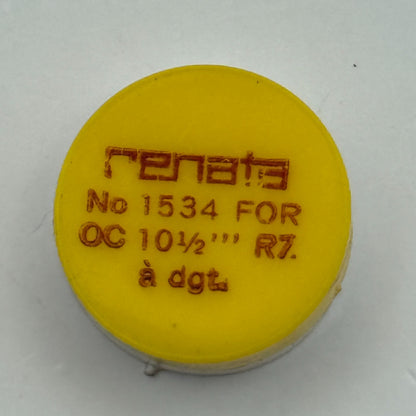 renata
No 1534 FOR
OC 10½''' R7.
à dgt.